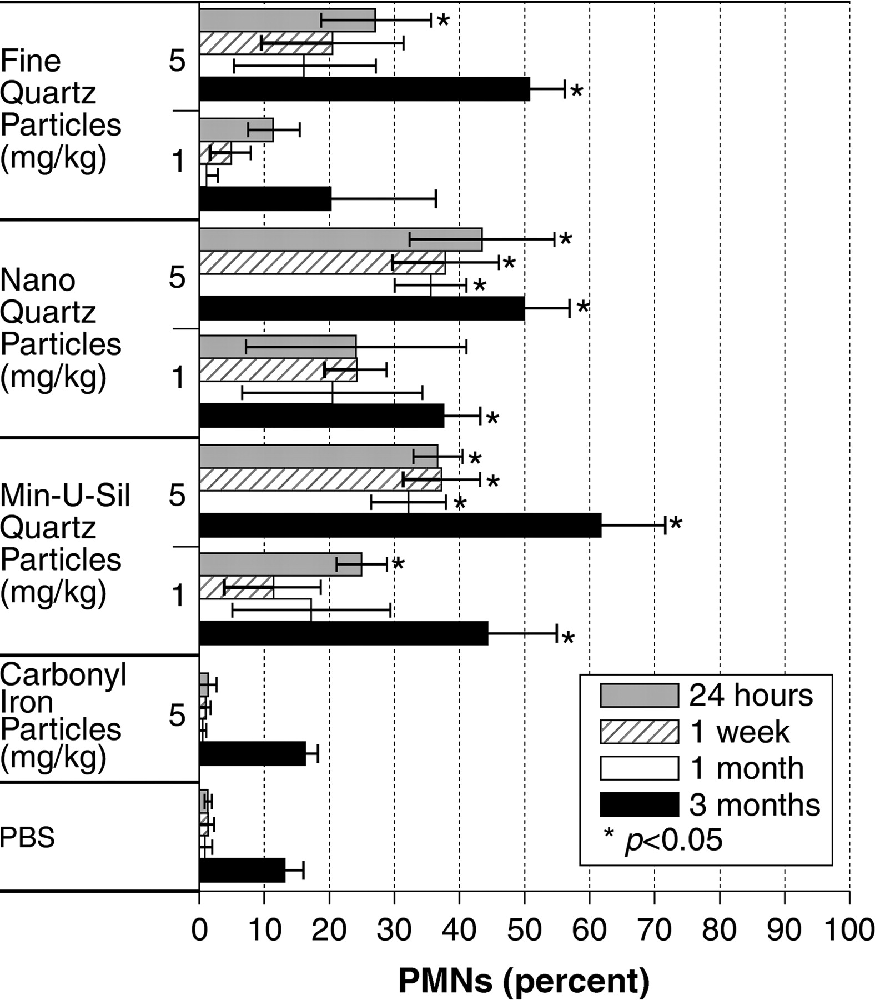 Fine
Quartz
Particles
(mg/kg)
5
1
*
*
Nano
Quartz
Particles
(mg/kg)
5
1
*
*
*
*
*
Min-U-Sil
Quartz
Particles
(mg/kg)
5
1
*
*
*
*
*
*
Carbonyl
Iron
Particles
(mg/kg)
5
PBS
24 hours
1 week
1 month
3 months
* p<0.05
0 10 20 30 40 50 60 70 80 90 100
PMNs (percent)